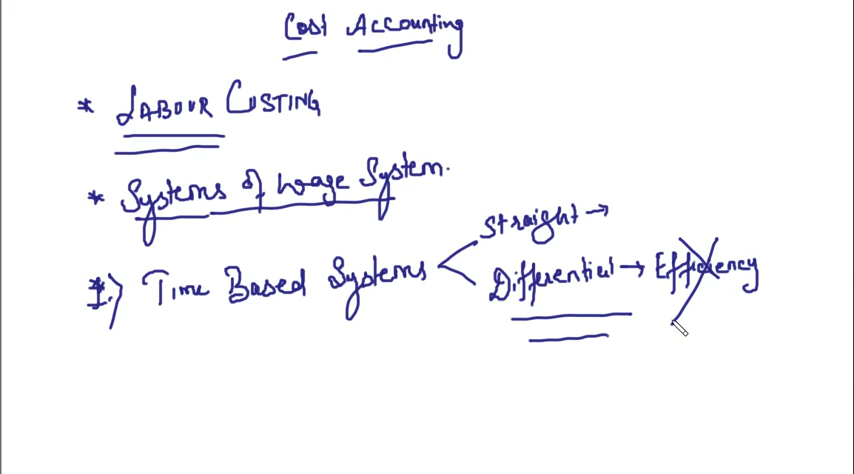 Cost Accounting
* LABOUR COSTING
* Systems of Wage System.
I.) TIME BASED Systems
Straight →
Differential → Efficiency